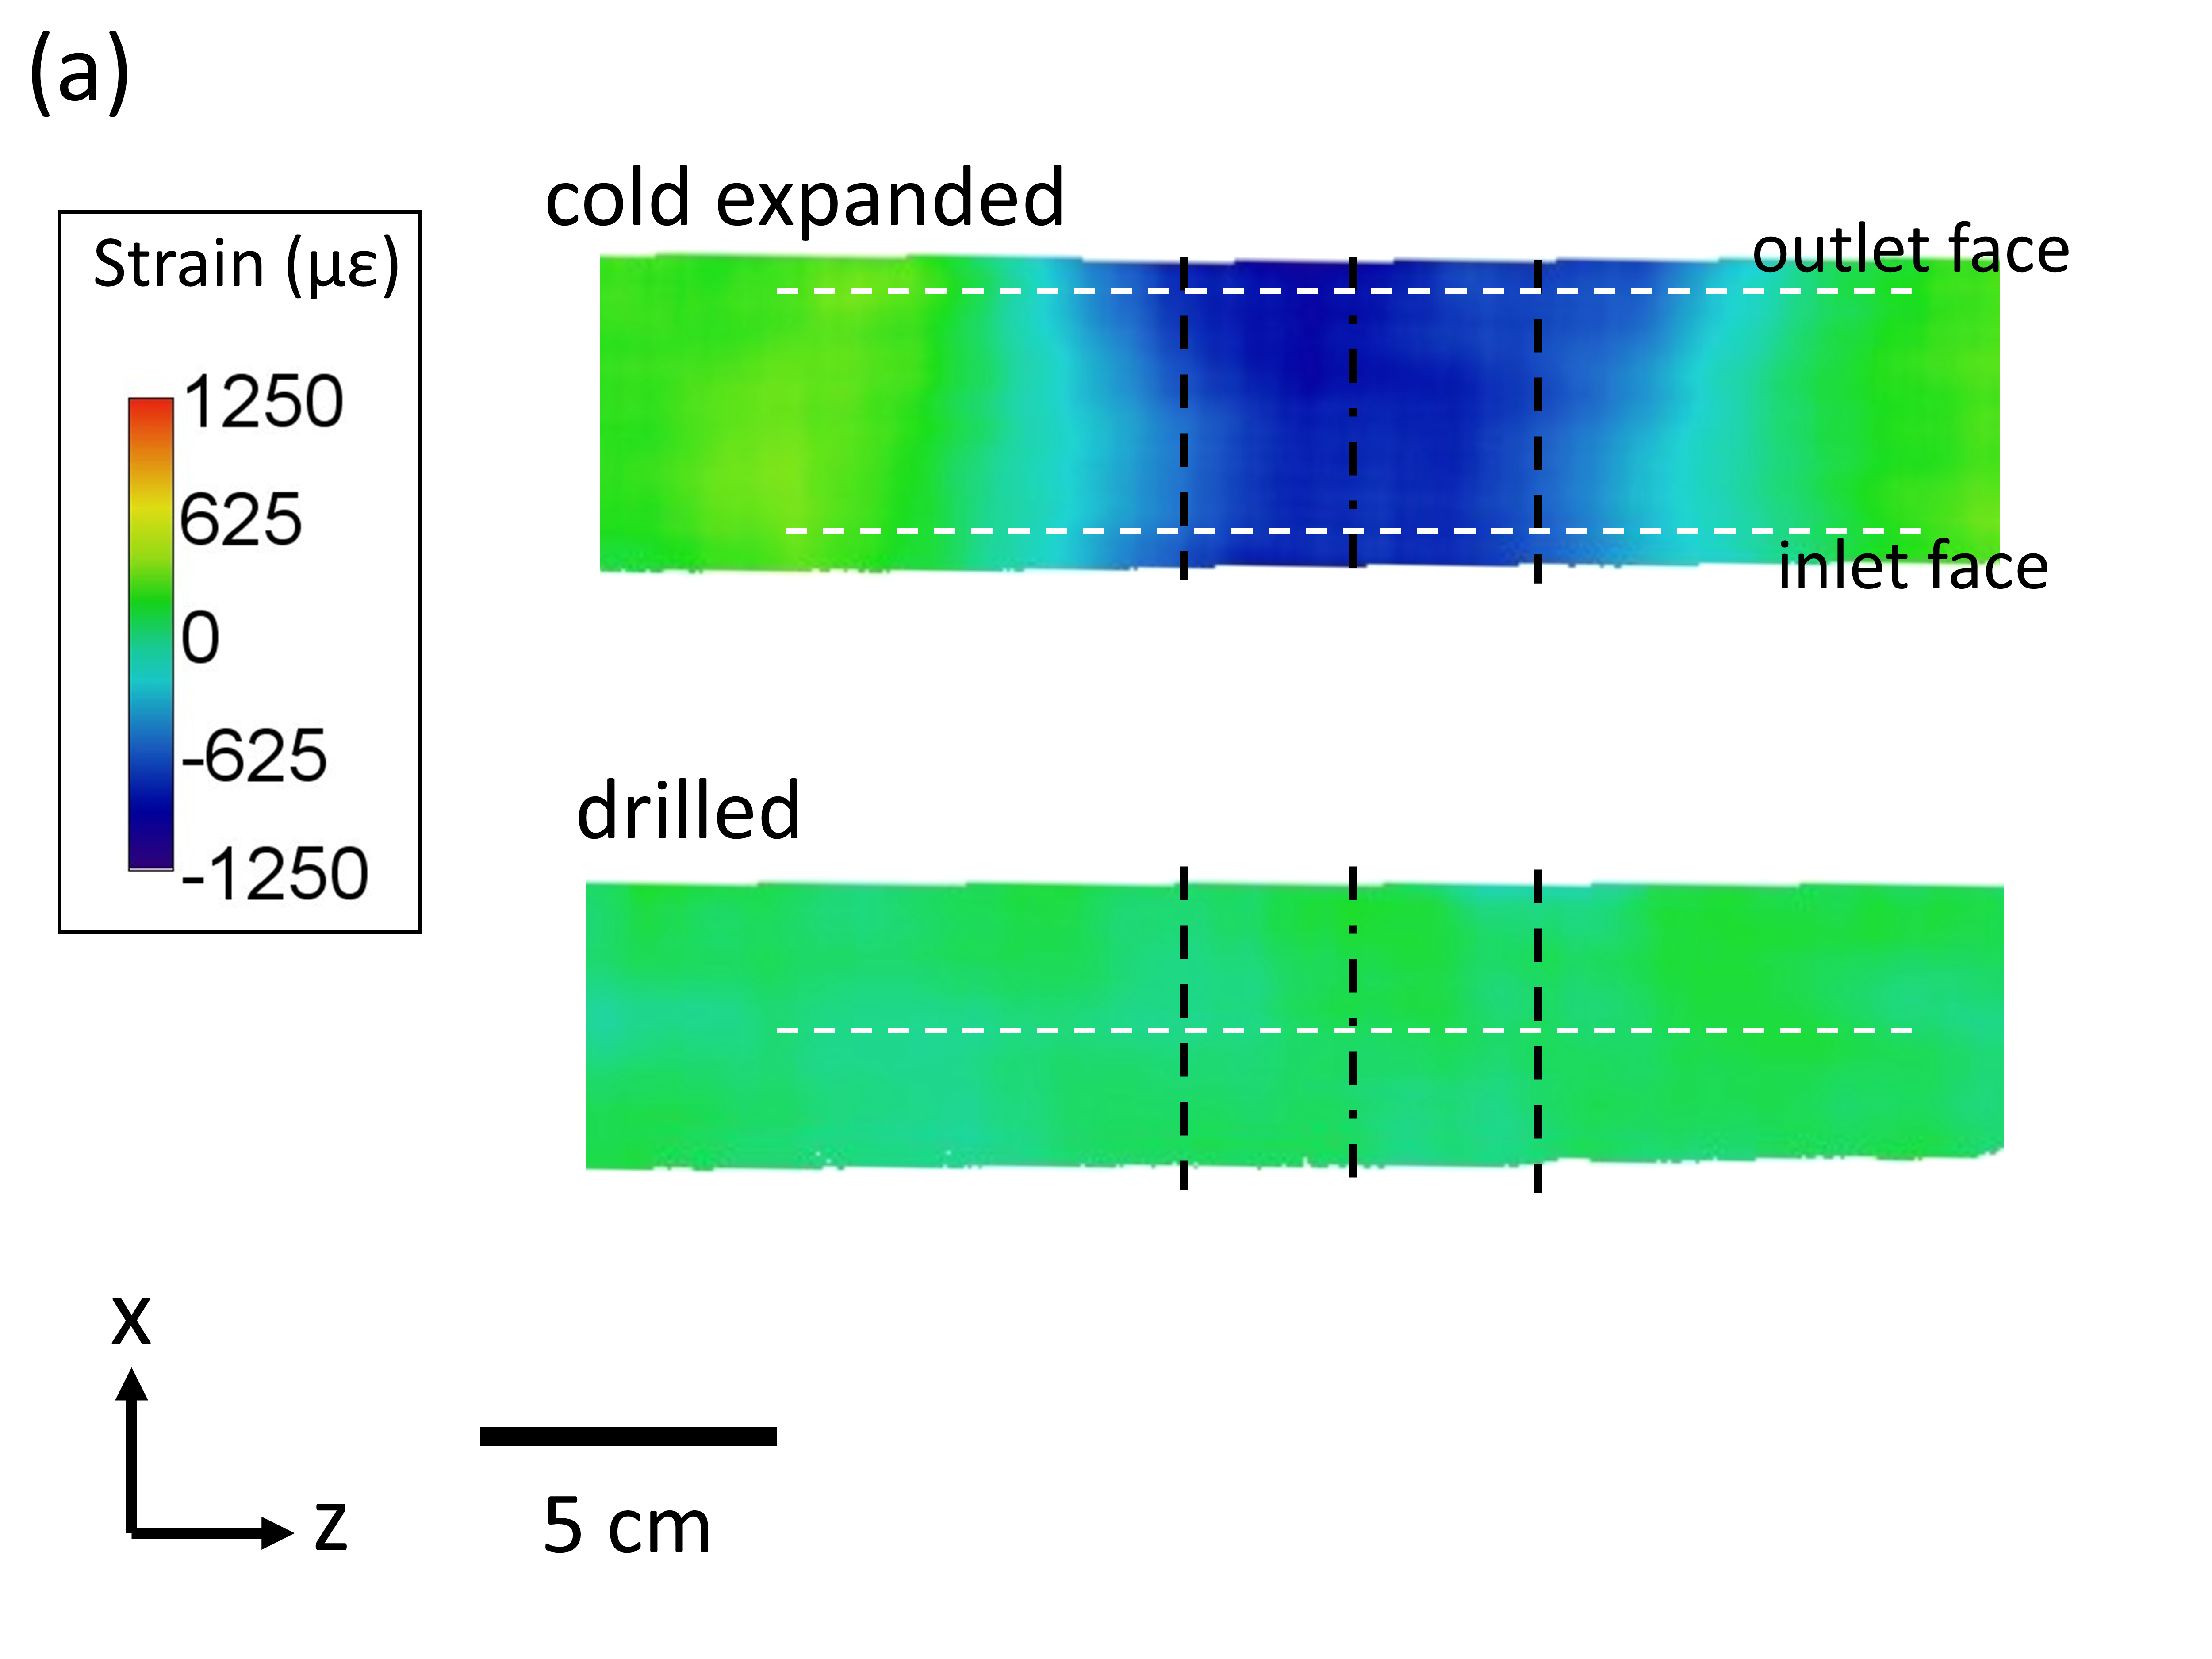 (a)
cold expanded
outlet face
Strain (με)
1250
625
0
-625
-1250
inlet face
drilled
x
z
5 cm